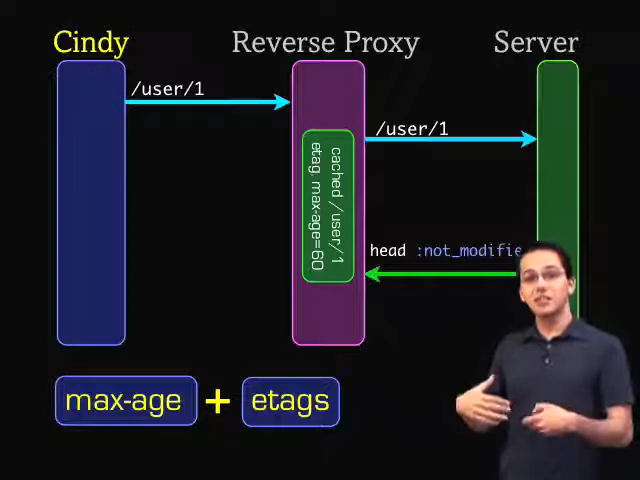 Cindy
Reverse Proxy
Server
/user/1
/user/1
cached /user/1
etag, max-age=60
head :not_modifie
max-age + etags